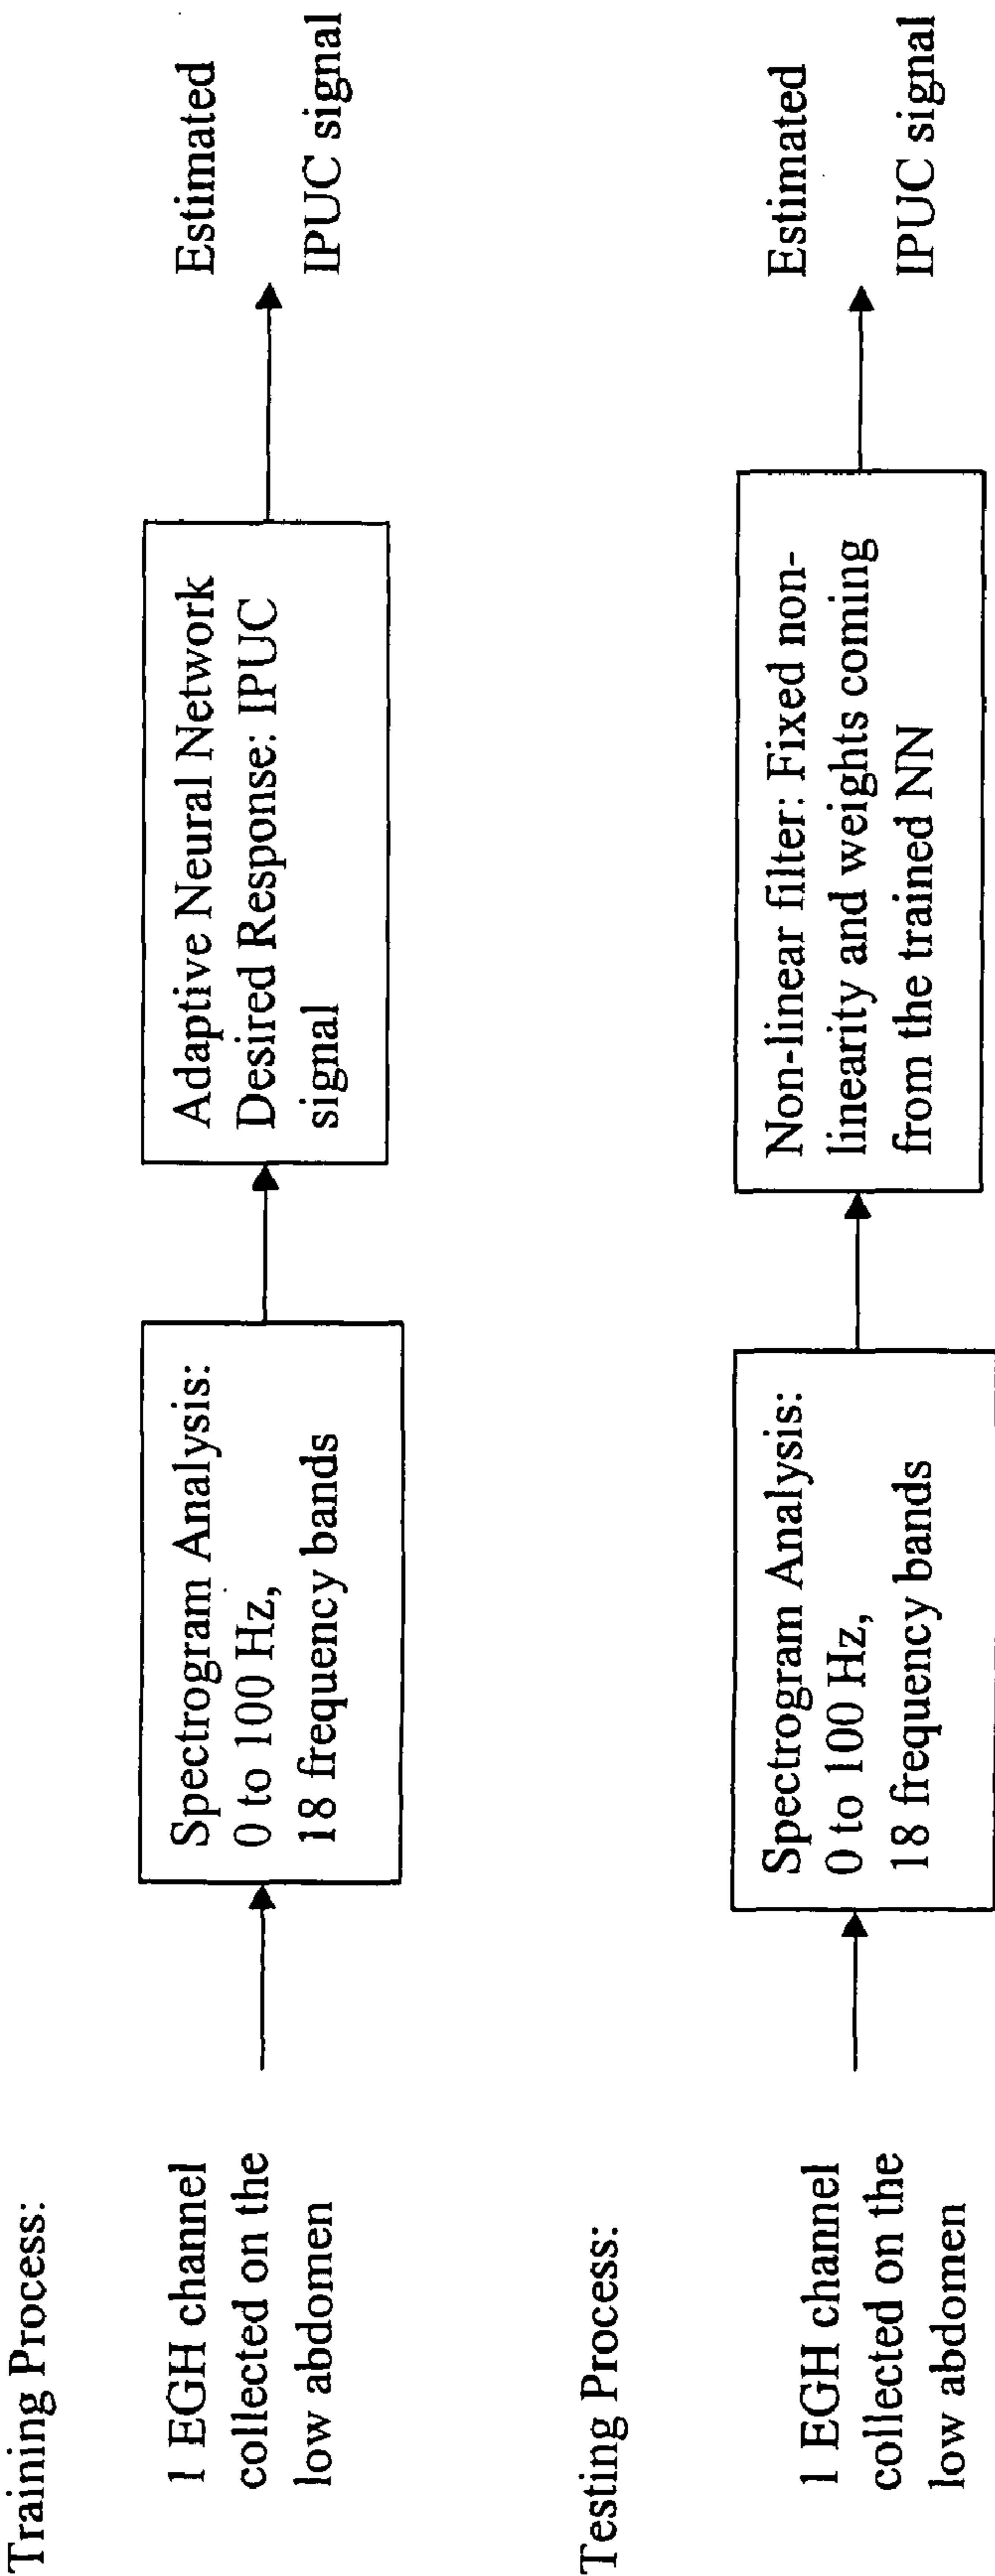 Training Process:
1 EGH channel
collected on the
low abdomen
Spectrogram Analysis:
0 to 100 Hz,
18 frequency bands
Adaptive Neural Network
Desired Response: IPUC
signal
Estimated
IPUC signal
Testing Process:
1 EGH channel
collected on the
low abdomen
Spectrogram Analysis:
0 to 100 Hz,
18 frequency bands
Non-linear filter: Fixed non-
linearity and weights coming
from the trained NN
Estimated
IPUC signal